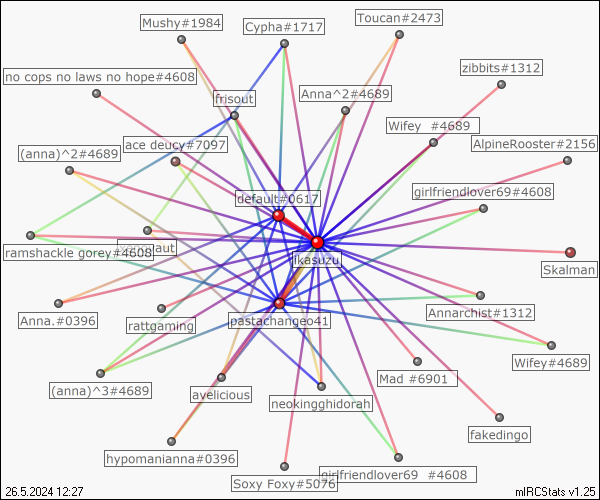 Mushy#1984
Cypha#1717
Toucan#2473
no cops no laws no hope#4608
zibbits#1312
frisout
Anna^2#4689
Wifey #4689
ace deucy#7097
AlpineRooster#2156
(anna)^2#4689
girlfriendlover69#4608
default#0617
ramshackle gorey#4608
ikasuzu
Skalman
Anna.#0396
rattgaming
pastachangeo41
Annarchist#1312
Wifey#4689
(anna)^3#4689
avelicious
Mad #6901
neokingghidorah
fakedingo
hypomanianna#0396
Soxy Foxy#5076
girlfriendlover69 #4608
26.5.2024 12:27
mIRCStats v1.25